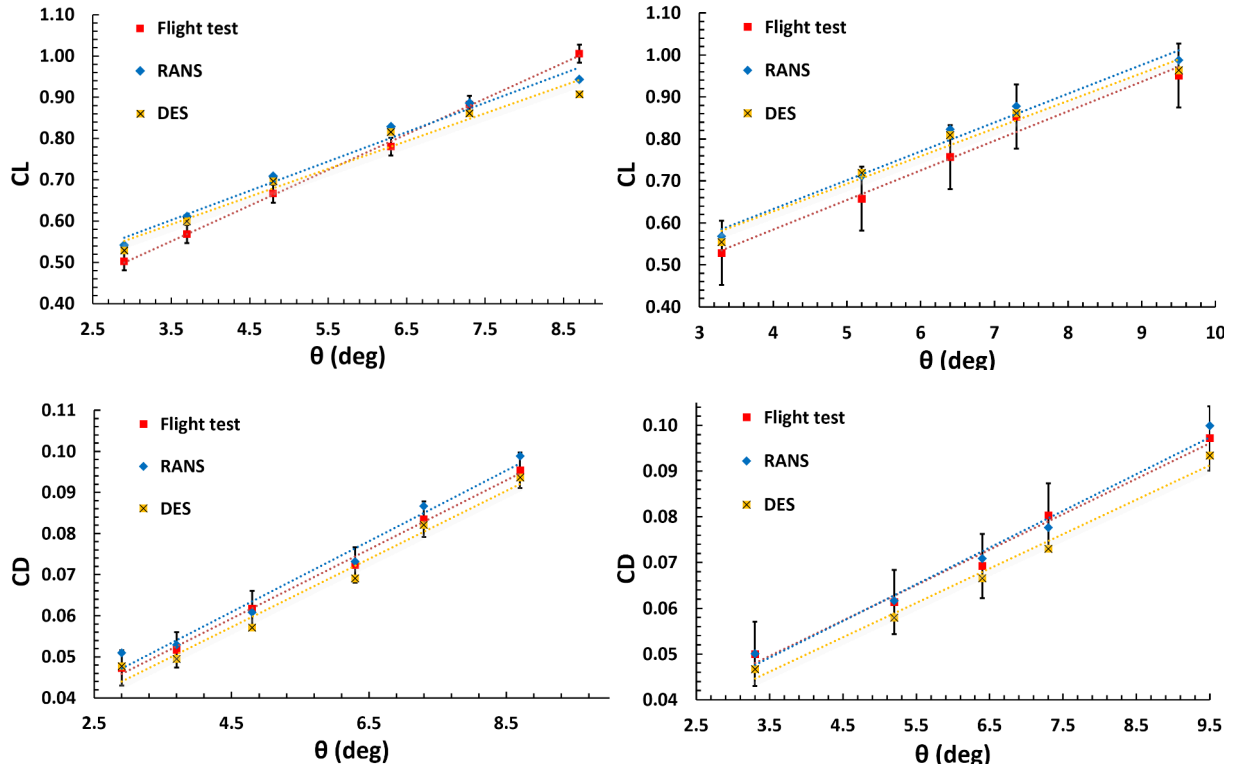 1.10
1.00
0.90
0.80
0.70
0.60
0.50
0.40
CL
Flight test
RANS
DES
2.5 3.5 4.5 5.5 6.5 7.5 8.5
θ (deg)
1.10
1.00
0.90
0.80
0.70
0.60
0.50
0.40
CL
Flight test
RANS
DES
3 4 5 6 7 8 9 10
θ (deg)
0.11
0.10
0.09
0.08
0.07
0.06
0.05
0.04
CD
Flight test
RANS
DES
2.5 4.5 6.5 8.5
θ (deg)
0.10
0.09
0.08
0.07
0.06
0.05
0.04
CD
Flight test
RANS
DES
2.5 3.5 4.5 5.5 6.5 7.5 8.5 9.5
θ (deg)